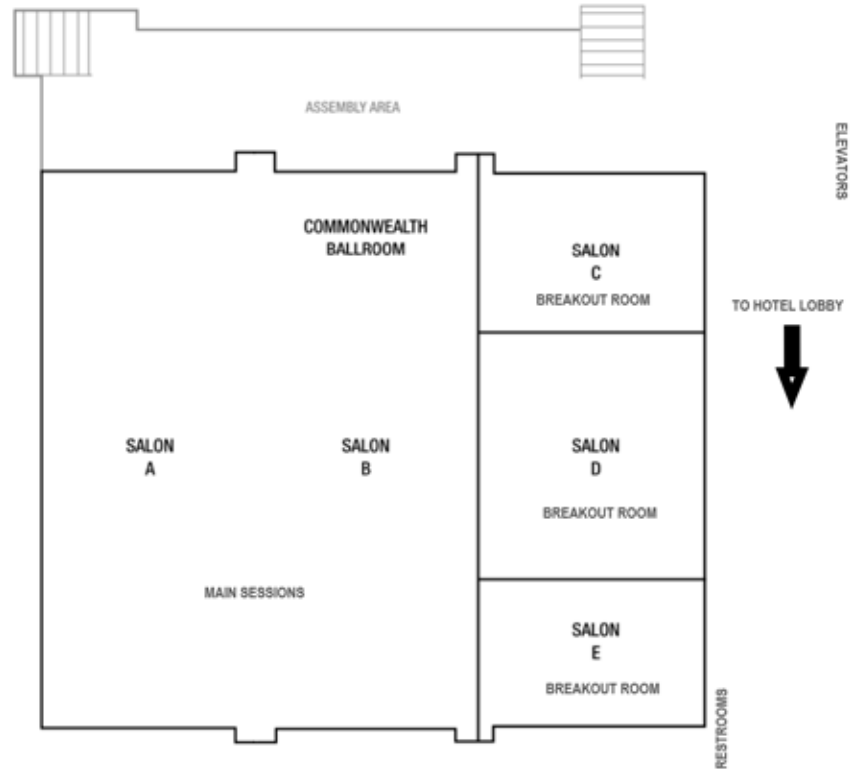 ASSEMBLY AREA
ELEVATORS
COMMONWEALTH
BALLROOM
SALON
C
BREAKOUT ROOM
TO HOTEL LOBBY
SALON
A
SALON
B
SALON
D
BREAKOUT ROOM
MAIN SESSIONS
SALON
E
BREAKOUT ROOM
RESTROOMS